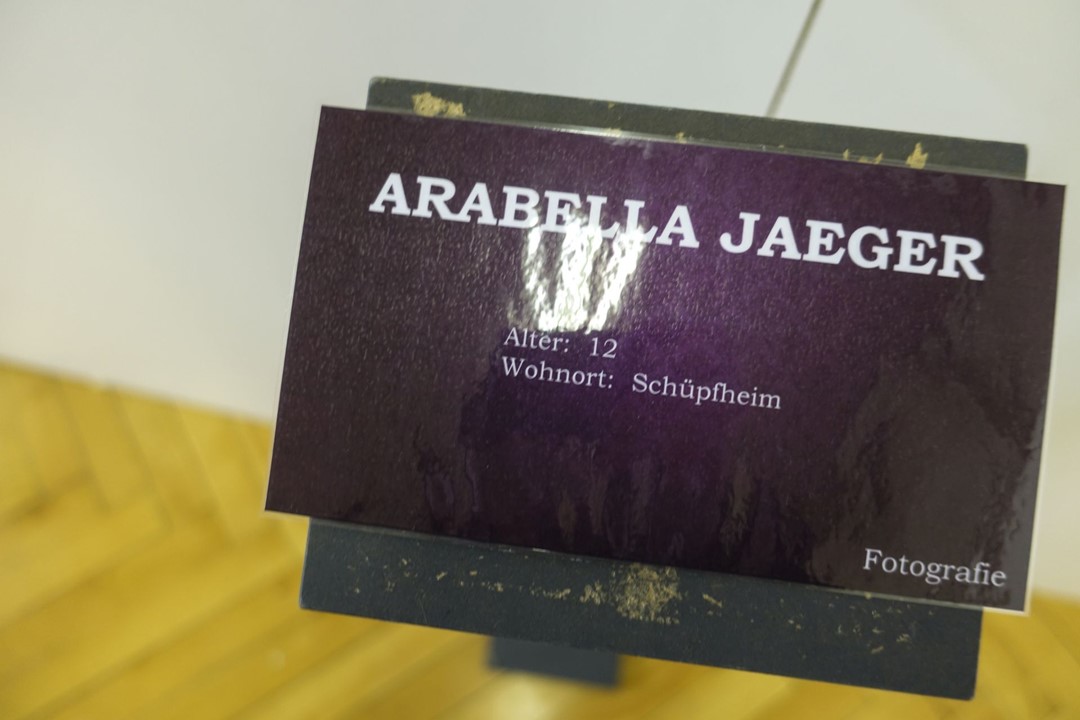 ARABELLA JAEGER
Alter: 12
Wohnort: Schüpfheim
Fotografie